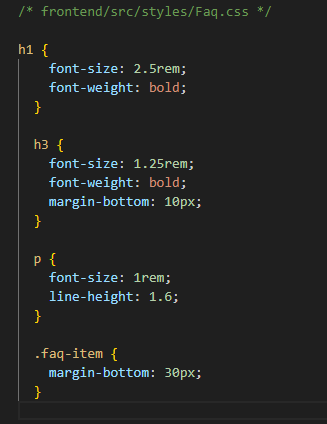 /* frontend/src/styles/Faq.css */
h1 {
font-size: 2.5rem;
font-weight: bold;
}
h3 {
font-size: 1.25rem;
font-weight: bold;
margin-bottom: 10px;
}
p {
font-size: 1rem;
line-height: 1.6;
}
.faq-item {
margin-bottom: 30px;
}